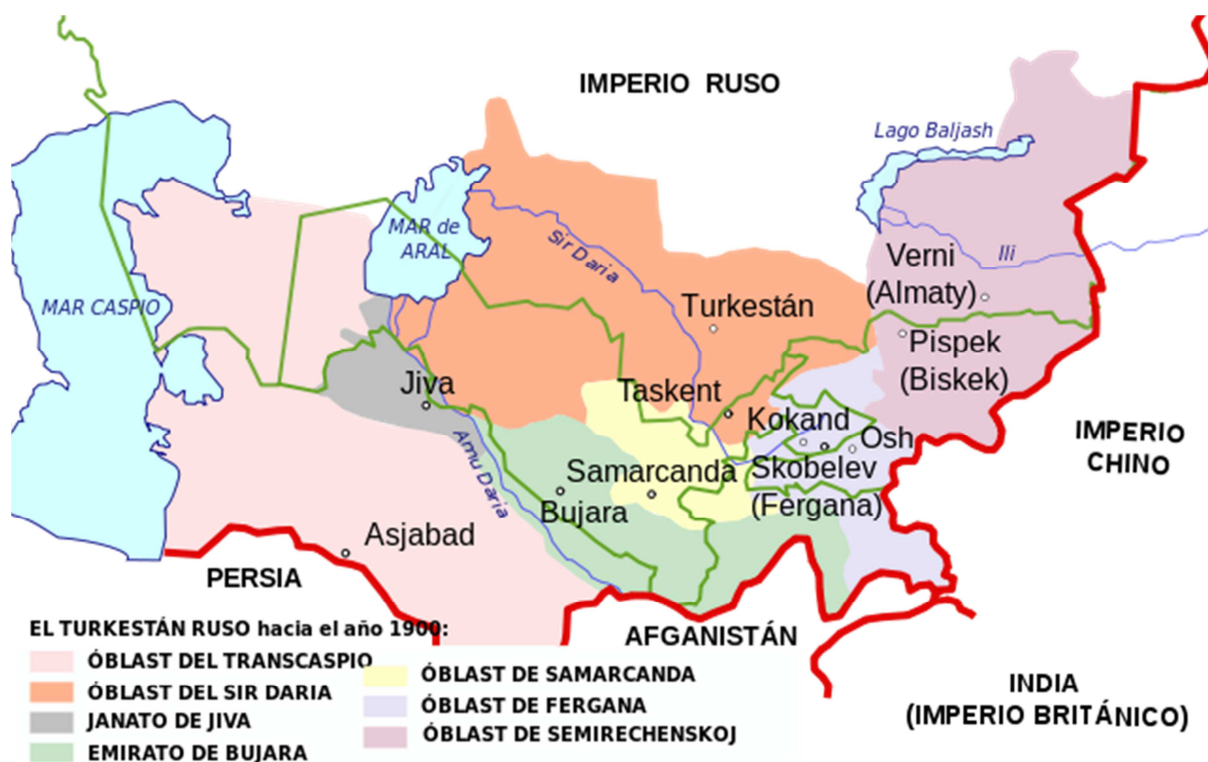 IMPERIO RUSO
Lago Baljash
MAR de
ARAL
Sir Daria
Verni
(Almaty)
Ili
MAR CASPIO
Turkestán
Pispek
(Biskek)
Jiva
Taskent
Kokand
Osh
IMPERIO
CHINO
Amu Daria
Samarcanda
Skobelev
(Fergana)
Bujara
Asjabad
PERSIA
AFGANISTÁN
INDIA
(IMPERIO BRITÁNICO)
EL TURKESTÁN RUSO hacia el año 1900:
ÓBLAST DEL TRANSCASPIO
ÓBLAST DEL SIR DARIA
JANATO DE JIVA
EMIRATO DE BUJARA
ÓBLAST DE SAMARCANDA
ÓBLAST DE FERGANA
ÓBLAST DE SEMIRECHENSKOJ